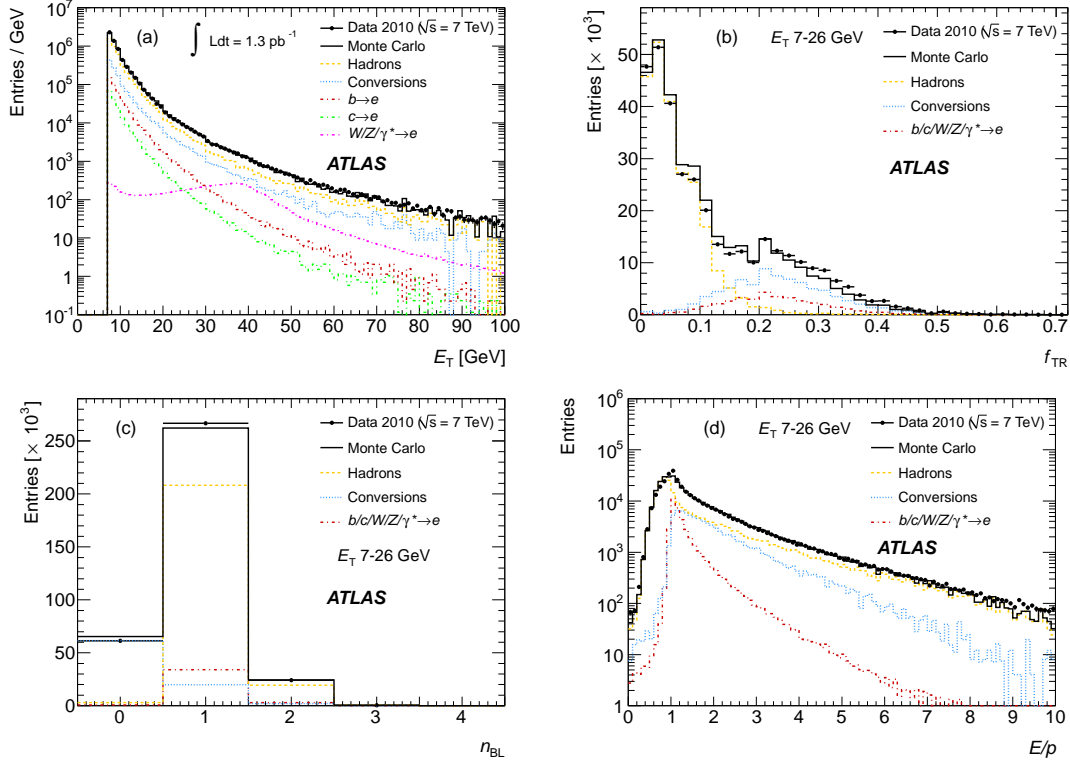 Entries / GeV
10⁶
10⁵
10⁴
10³
10²
10
1
10⁻¹
(a)
∫ Ldt = 1.3 pb⁻¹
Data 2010 (√s = 7 TeV)
Monte Carlo
Hadrons
Conversions
b→e
c→e
W/Z/γ*→e
ATLAS
10 20 30 40 50 60 70 80 90 100
E_T [GeV]
Entries [× 10³]
50
40
30
20
10
0
(b)
E_T 7-26 GeV
Data 2010 (√s = 7 TeV)
Monte Carlo
Hadrons
Conversions
b/c/W/Z/γ*→e
ATLAS
0 0.1 0.2 0.3 0.4 0.5 0.6 0.7
f_TR
Entries [× 10³]
250
200
150
100
50
0
(c)
Data 2010 (√s = 7 TeV)
Monte Carlo
Hadrons
Conversions
b/c/W/Z/γ*→e
E_T 7-26 GeV
ATLAS
0 1 2 3 4
n_BL
Entries
10⁶
10⁵
10⁴
10³
10²
10
1
(d)
E_T 7-26 GeV
Data 2010 (√s = 7 TeV)
Monte Carlo
Hadrons
Conversions
b/c/W/Z/γ*→e
ATLAS
0 1 2 3 4 5 6 7 8 9 10
E/p